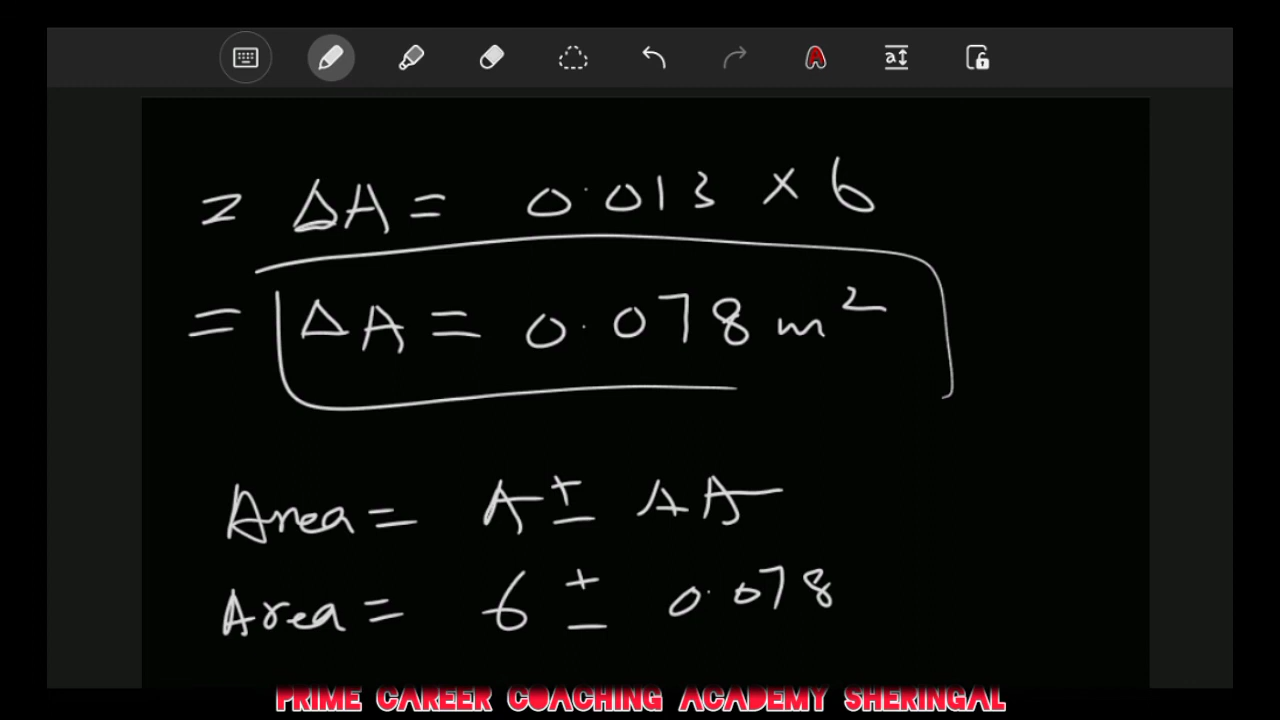 = ΔA = 0.013 × 6
= ΔA = 0.078 m²
Area = A ± ΔA
Area = 6 ± 0.078
PRIME CAREER COACHING ACADEMY SHERINGAL